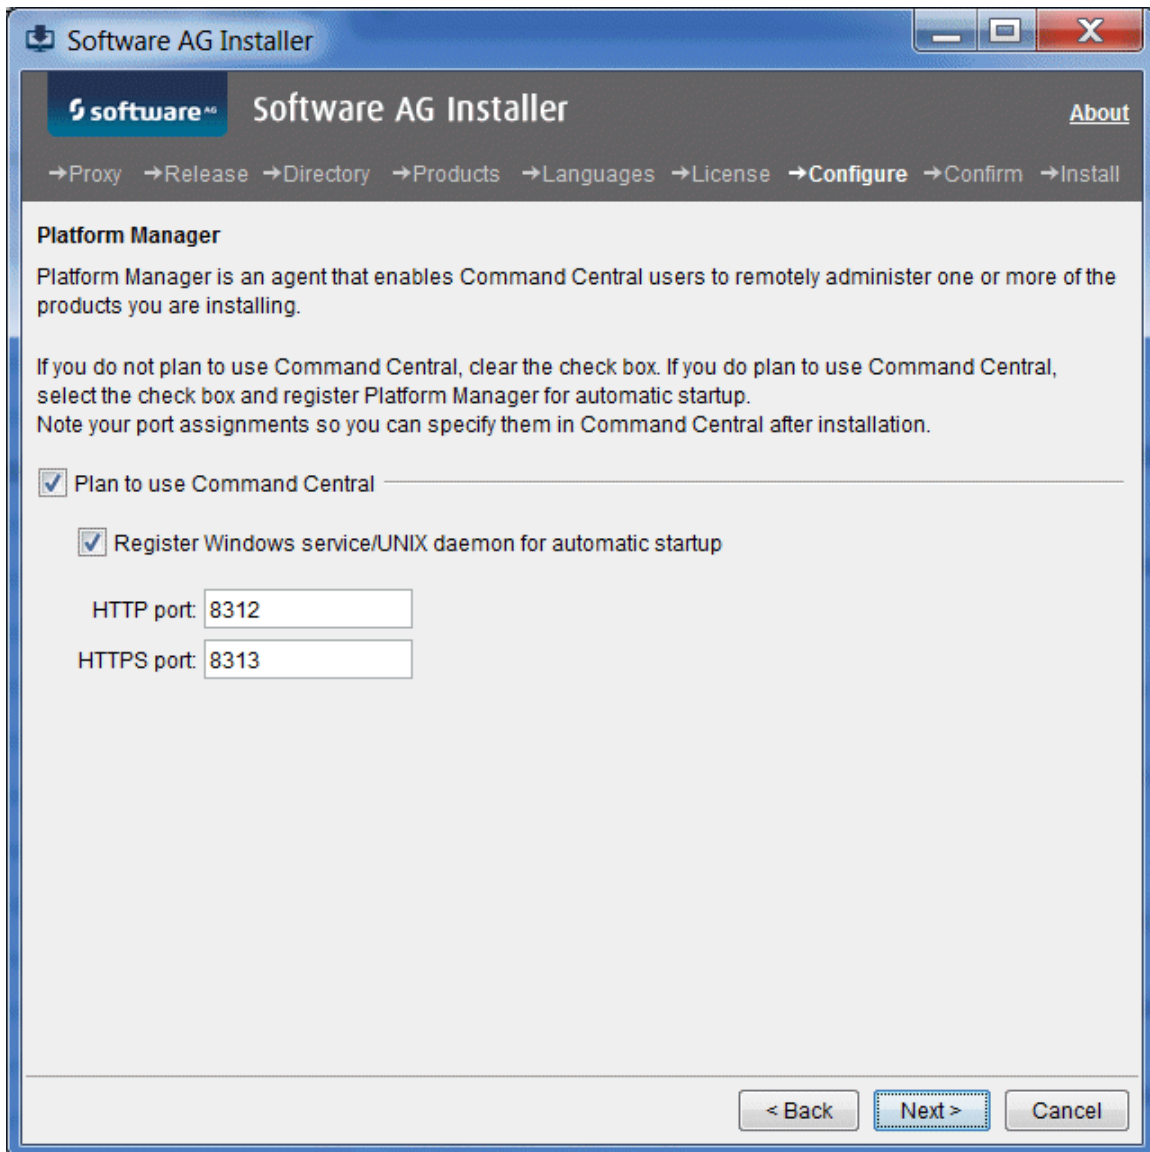 Software AG Installer
software AG Software AG Installer About
→Proxy →Release →Directory →Products →Languages →License →Configure →Confirm →Install
Platform Manager
Platform Manager is an agent that enables Command Central users to remotely administer one or more of the
products you are installing.
If you do not plan to use Command Central, clear the check box. If you do plan to use Command Central,
select the check box and register Platform Manager for automatic startup.
Note your port assignments so you can specify them in Command Central after installation.
Plan to use Command Central
Register Windows service/UNIX daemon for automatic startup
HTTP port: 8312
HTTPS port: 8313
< Back Next > Cancel